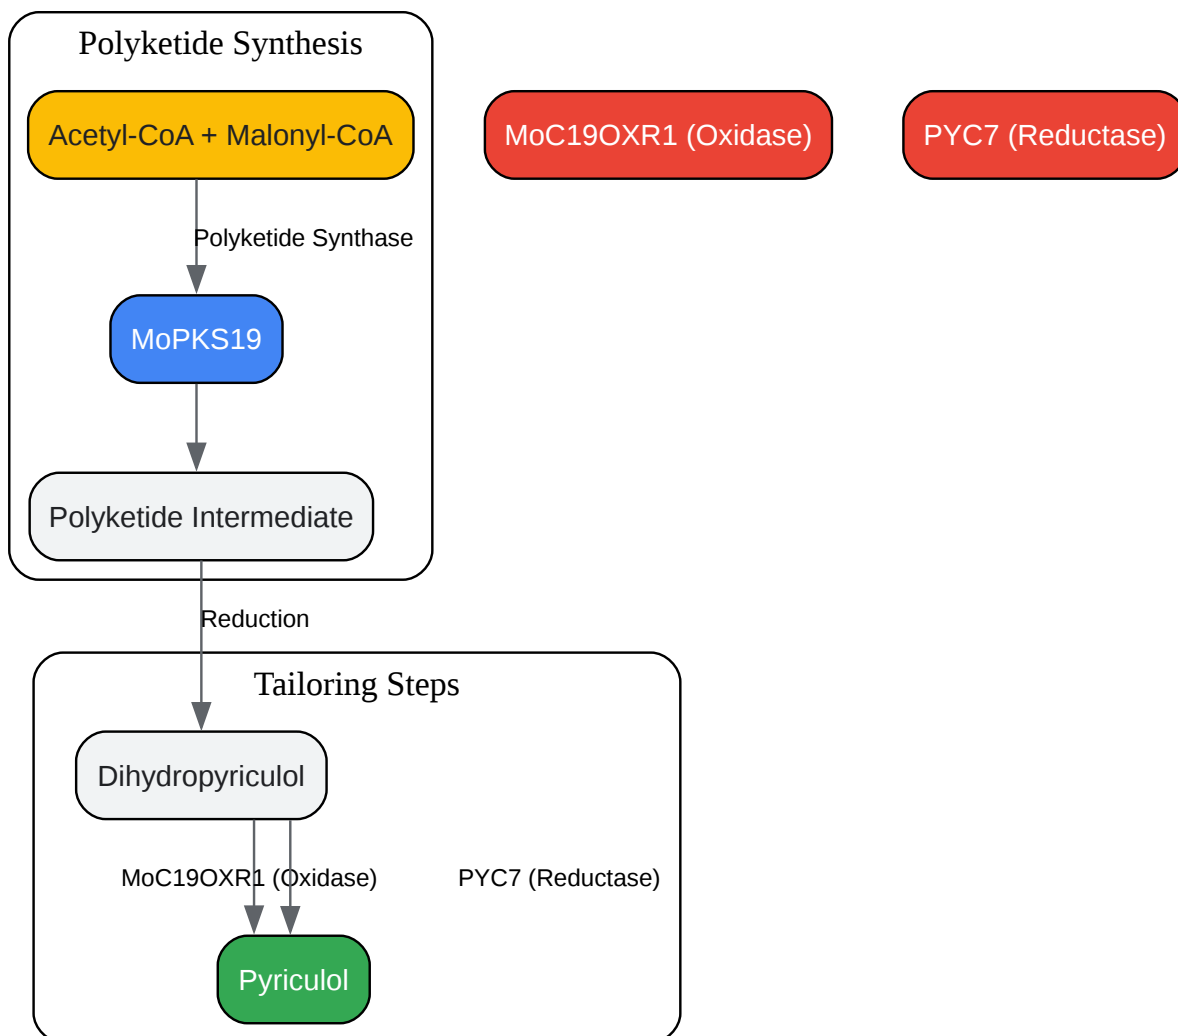 Polyketide Synthesis
Acetyl-CoA + Malonyl-CoA
MoC19OXR1 (Oxidase)
PYC7 (Reductase)
Polyketide Synthase
MoPKS19
Polyketide Intermediate
Reduction
Tailoring Steps
Dihydropyriculol
MoC19OXR1 (Oxidase)
PYC7 (Reductase)
Pyriculol